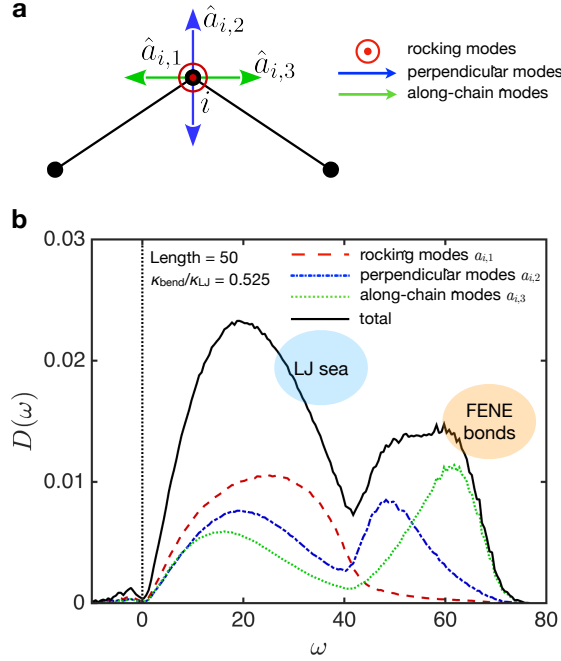 a
â_{i,2}
â_{i,1}
â_{i,3}
i
rocking modes
perpendicular modes
along-chain modes
b
Length = 50
κ_bend/κ_LJ = 0.525
rocking modes a_{i,1}
perpendicular modes a_{i,2}
along-chain modes a_{i,3}
total
LJ sea
FENE
bonds
0.03
0.02
0.01
0
D(ω)
0 20 40 60 80
ω